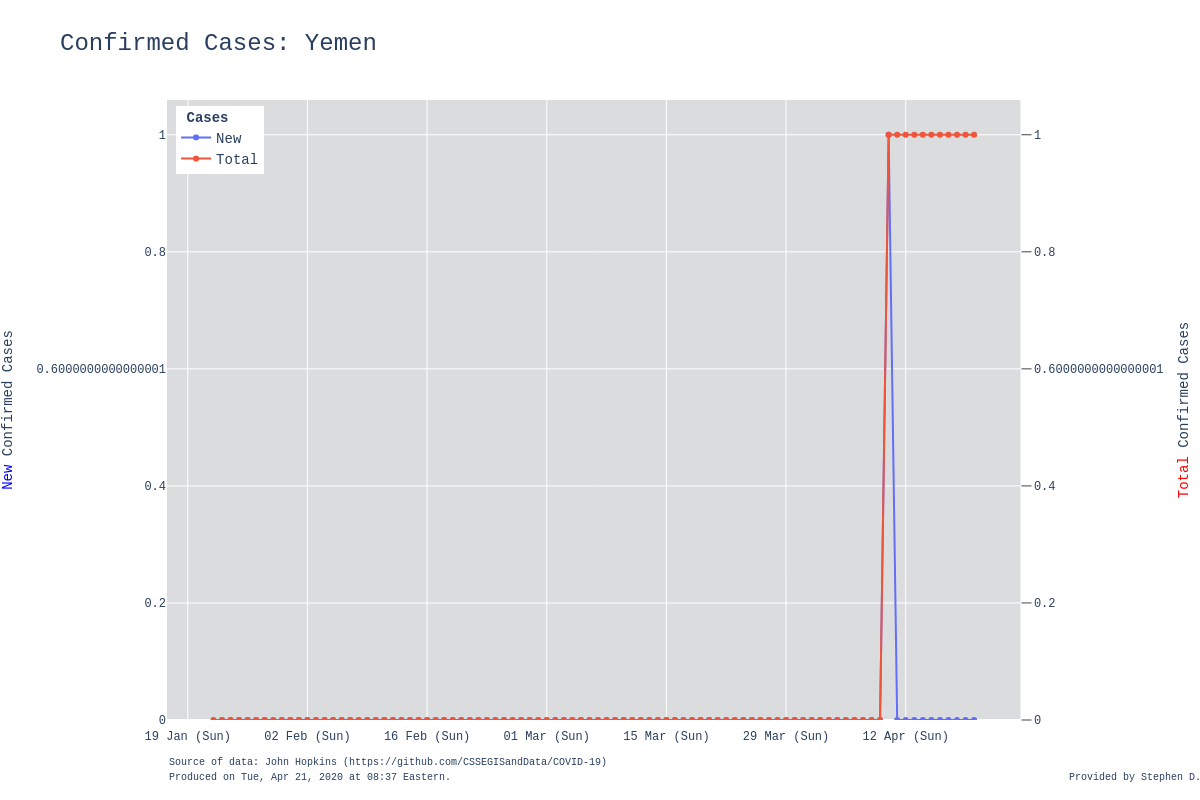 Confirmed Cases: Yemen
Cases
New
Total
1
0.8
0.6000000000000001
0.4
0.2
0
1
0.8
0.6000000000000001
0.4
0.2
0
New Confirmed Cases
Total Confirmed Cases
19 Jan (Sun) 02 Feb (Sun) 16 Feb (Sun) 01 Mar (Sun) 15 Mar (Sun) 29 Mar (Sun) 12 Apr (Sun)
Source of data: John Hopkins (https://github.com/CSSEGISandData/COVID-19)
Produced on Tue, Apr 21, 2020 at 08:37 Eastern.
Provided by Stephen D.